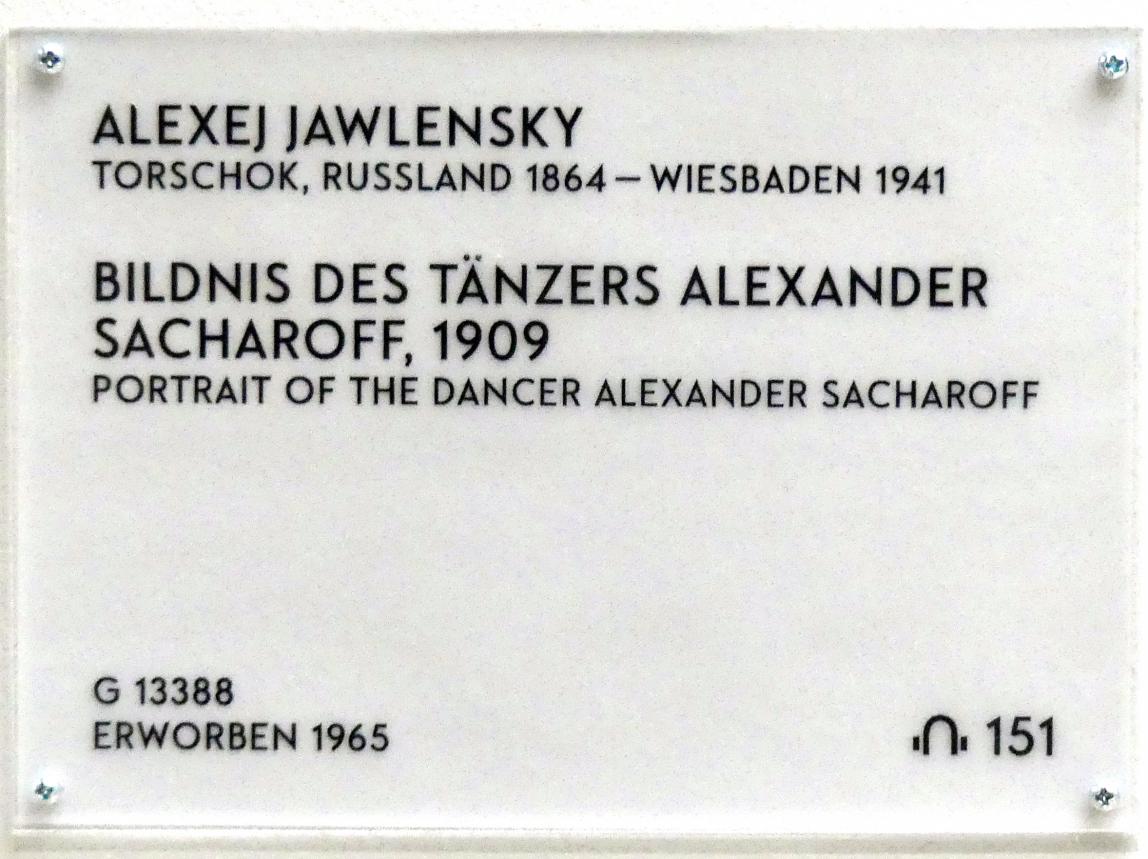 ALEXEJ JAWLENSKY
TORSCHOK, RUSSLAND 1864 – WIESBADEN 1941
BILDNIS DES TÄNZERS ALEXANDER
SACHAROFF, 1909
PORTRAIT OF THE DANCER ALEXANDER SACHAROFF
G 13388
ERWORBEN 1965
151